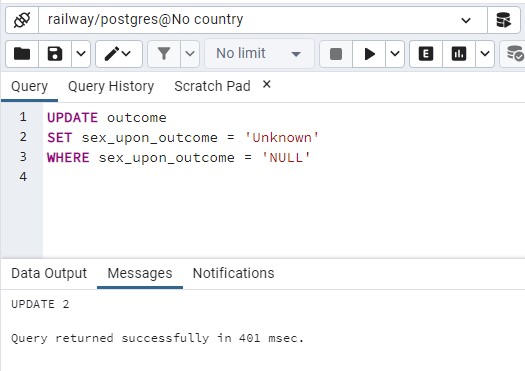 railway/postgres@No country
No limit
E
Query Query History Scratch Pad ×
1 UPDATE outcome
2 SET sex_upon_outcome = 'Unknown'
3 WHERE sex_upon_outcome = 'NULL'
4
Data Output Messages Notifications
UPDATE 2
Query returned successfully in 401 msec.